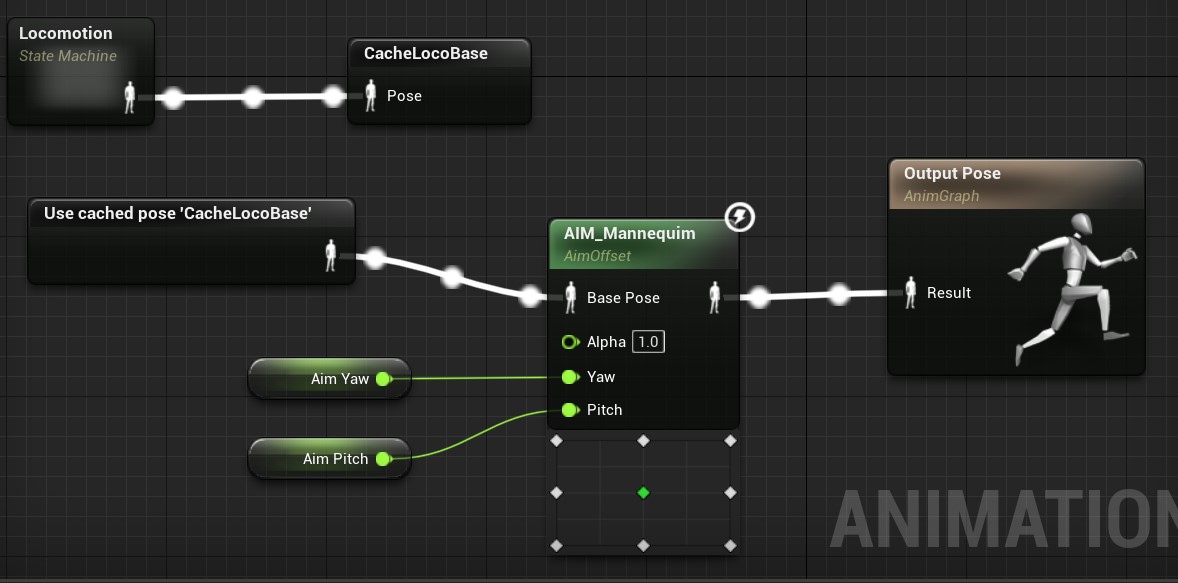 Locomotion
State Machine
CacheLocoBase
Pose
Use cached pose 'CacheLocoBase'
AIM_Mannequim
AimOffset
Base Pose
Alpha 1.0
Yaw
Pitch
Aim Yaw
Aim Pitch
Output Pose
AnimGraph
Result
ANIMATION